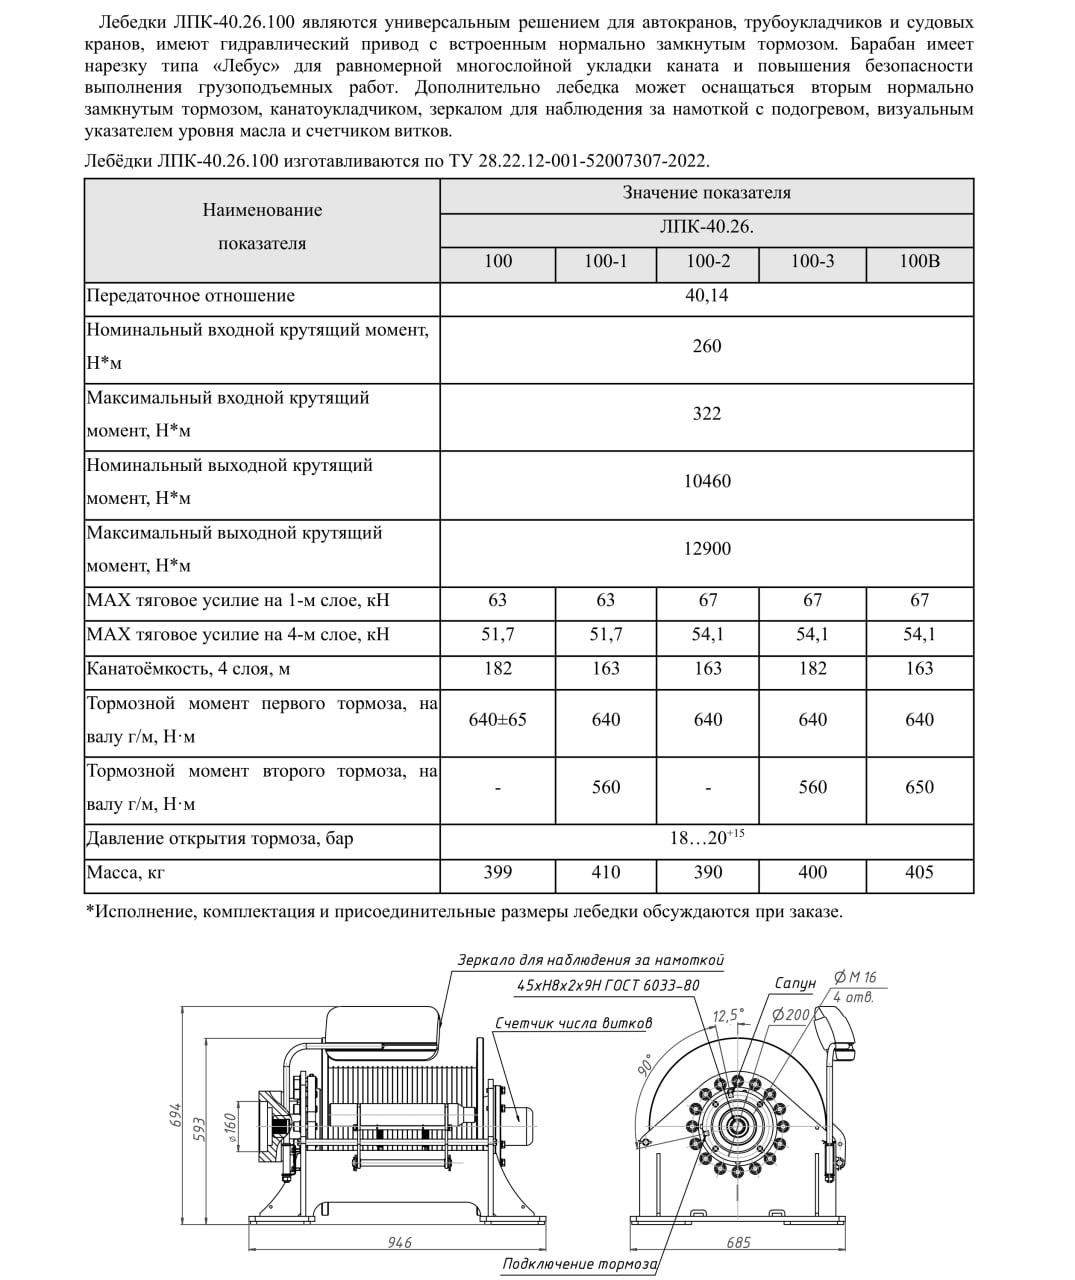 Лебедки ЛПК-40.26.100 являются универсальным решением для автокранов, трубоукладчиков и судовых
кранов, имеют гидравлический привод с встроенным нормально замкнутым тормозом. Барабан имеет
нарезку типа «Лебус» для равномерной многослойной укладки каната и повышения безопасности
выполнения грузоподъемных работ. Дополнительно лебедка может оснащаться вторым нормально
замкнутым тормозом, канатоукладчиком, зеркалом для наблюдения за намоткой с подогревом, визуальным
указателем уровня масла и счетчиком витков.
Лебёдки ЛПК-40.26.100 изготавливаются по ТУ 28.22.12-001-52007307-2022.
Наименование
показателя
Значение показателя
ЛПК-40.26.
100 100-1 100-2 100-3 100В
Передаточное отношение 40,14
Номинальный входной крутящий момент,
Н*м
260
Максимальный входной крутящий
момент, Н*м
322
Номинальный выходной крутящий
момент, Н*м
10460
Максимальный выходной крутящий
момент, Н*м
12900
МАХ тяговое усилие на 1-м слое, кН 63 63 67 67 67
МАХ тяговое усилие на 4-м слое, кН 51,7 51,7 54,1 54,1 54,1
Канатоёмкость, 4 слоя, м 182 163 163 182 163
Тормозной момент первого тормоза, на
валу г/м, Н·м
640±65 640 640 640 640
Тормозной момент второго тормоза, на
валу г/м, Н·м
- 560 - 560 650
Давление открытия тормоза, бар 18…20+15
Масса, кг 399 410 390 400 405
*Исполнение, комплектация и присоединительные размеры лебедки обсуждаются при заказе.
Зеркало для наблюдения за намоткой
45хН8х2х9Н ГОСТ 6033-80
Счетчик числа витков
Сапун
∅М16
4 отв.
12,5°
∅200
90°
694
593
⌀160
946
685
Подключение тормоза